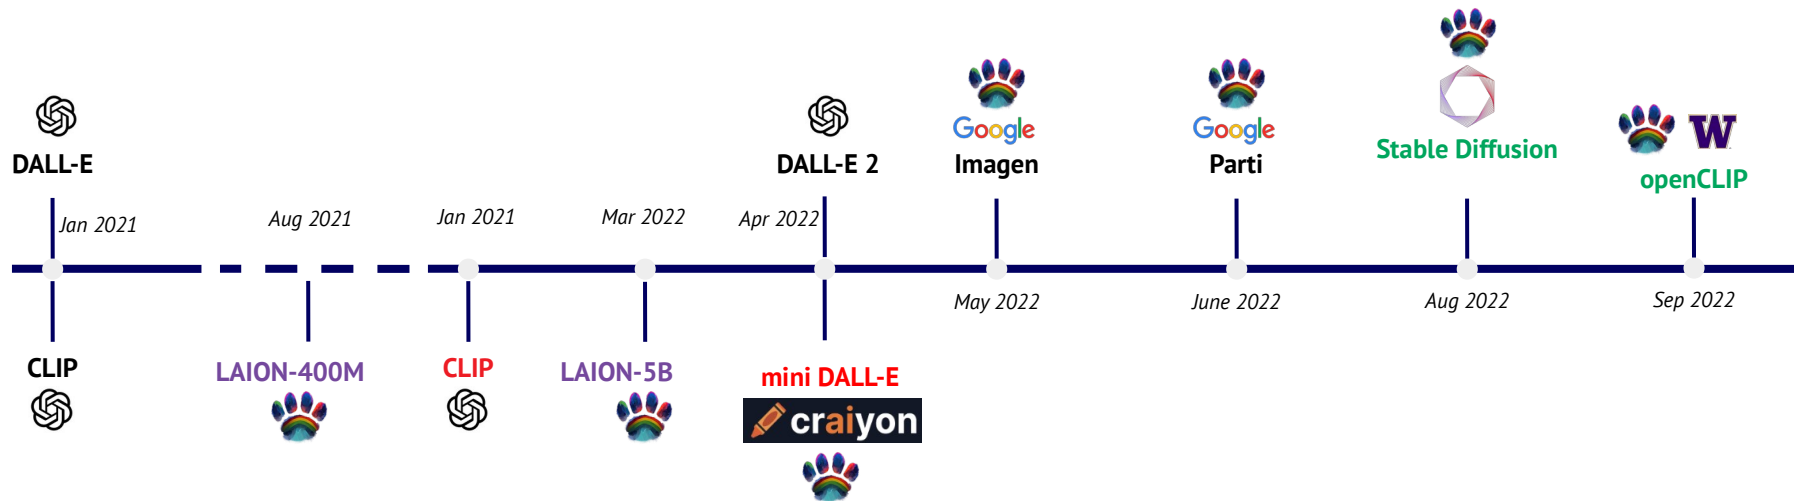 DALL-E
Jan 2021
CLIP
Aug 2021
LAION-400M
Jan 2021
CLIP
Mar 2022
LAION-5B
DALL-E 2
Apr 2022
mini DALL-E
craiyon
Google
Imagen
May 2022
Google
Parti
June 2022
Stable Diffusion
Aug 2022
W
openCLIP
Sep 2022